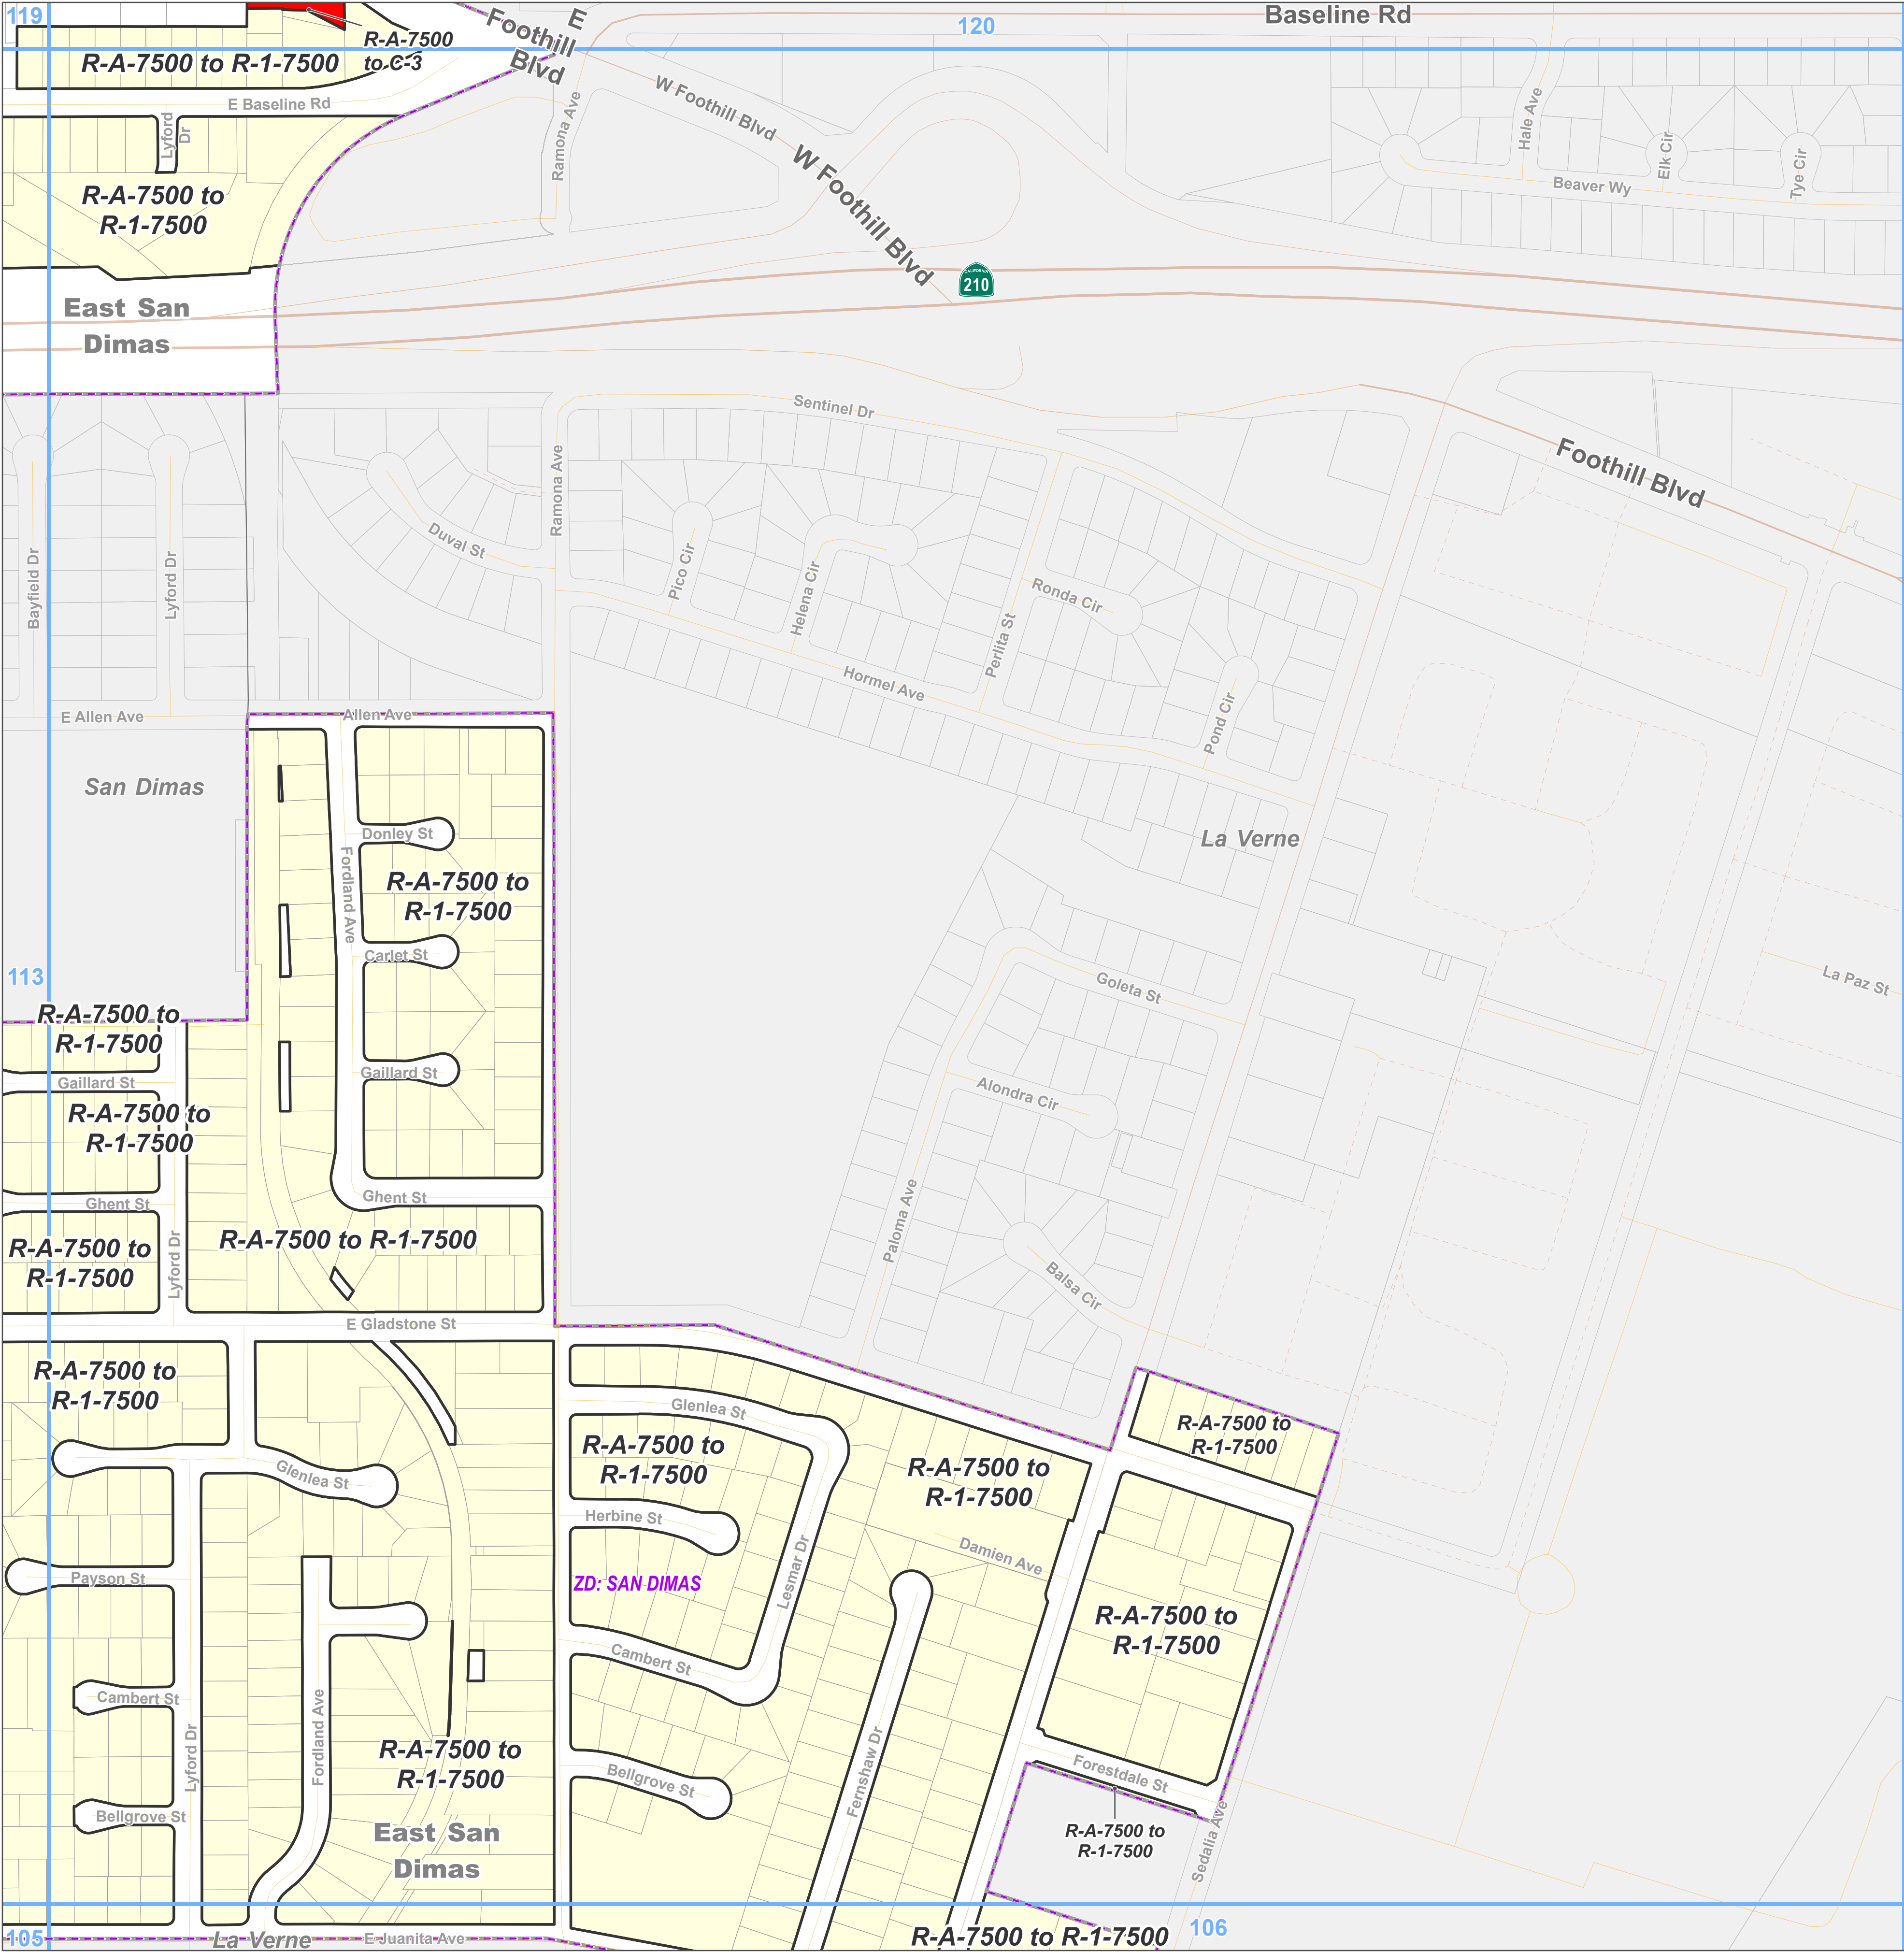 119
E
Foothill
Blvd
120
Baseline Rd
R-A-7500
to C-3
R-A-7500 to R-1-7500
E Baseline Rd
Lyford
Dr
Ramona Ave
W Foothill Blvd
W Foothill Blvd
Hale Ave
Elk Cir
Tye Cir
Beaver Wy
R-A-7500 to
R-1-7500
CALIFORNIA
210
East San
Dimas
Sentinel Dr
Foothill Blvd
Bayfield Dr
Lyford Dr
Duval St
Ramona Ave
Pico Cir
Helena Cir
Ronda Cir
Perlita St
Hormel Ave
Pond Cir
E Allen Ave
Allen Ave
San Dimas
Donley St
La Verne
Fordland Ave
R-A-7500 to
R-1-7500
Carlet St
113
Goleta St
La Paz St
R-A-7500 to
R-1-7500
Gaillard St
Gaillard St
Alondra Cir
R-A-7500 to
R-1-7500
Ghent St
Ghent St
Paloma Ave
R-A-7500 to
R-1-7500
Lyford Dr
R-A-7500 to R-1-7500
Balsa Cir
E Gladstone St
R-A-7500 to
R-1-7500
Glenlea St
R-A-7500 to
R-1-7500
Glenlea St
R-A-7500 to
R-1-7500
R-A-7500 to
R-1-7500
Herbine St
Damien Ave
Payson St
ZD: SAN DIMAS
Lesmar Dr
R-A-7500 to
R-1-7500
Cambert St
Cambert St
Lyford Dr
Fordland Ave
R-A-7500 to
R-1-7500
Bellgrove St
Fernshaw Dr
Forestdale St
Bellgrove St
East San
Dimas
R-A-7500 to
R-1-7500
Sedalia Ave
105
La Verne
E Juanita Ave
R-A-7500 to R-1-7500
106